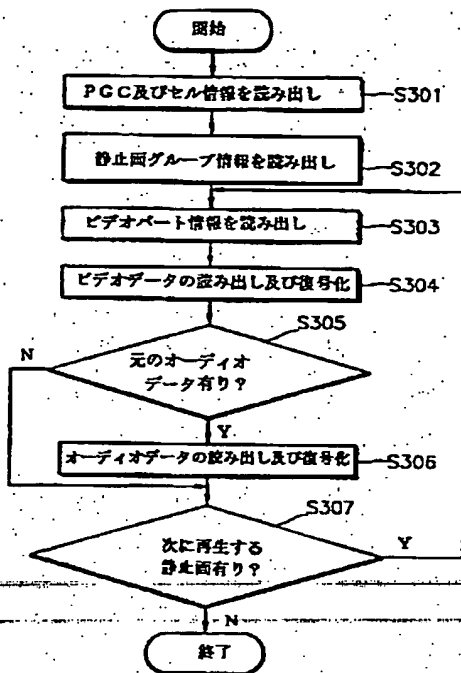 開始
PGC及びセル情報を読み出し
S301
静止画グループ情報を読み出し
S302
ビデオパート情報を読み出し
S303
ビデオデータの読み出し及び復号化
S304
S305
N
元のオーディオ
データ有り?
Y
オーディオデータの読み出し及び復号化
S306
S307
次に再生する
静止画有り?
Y
N
終了